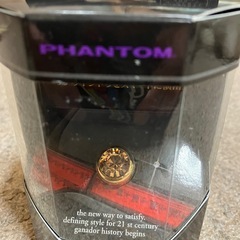 PHANTOM
the new way to satisfy.
defining style for 21 st century
ganador history begins